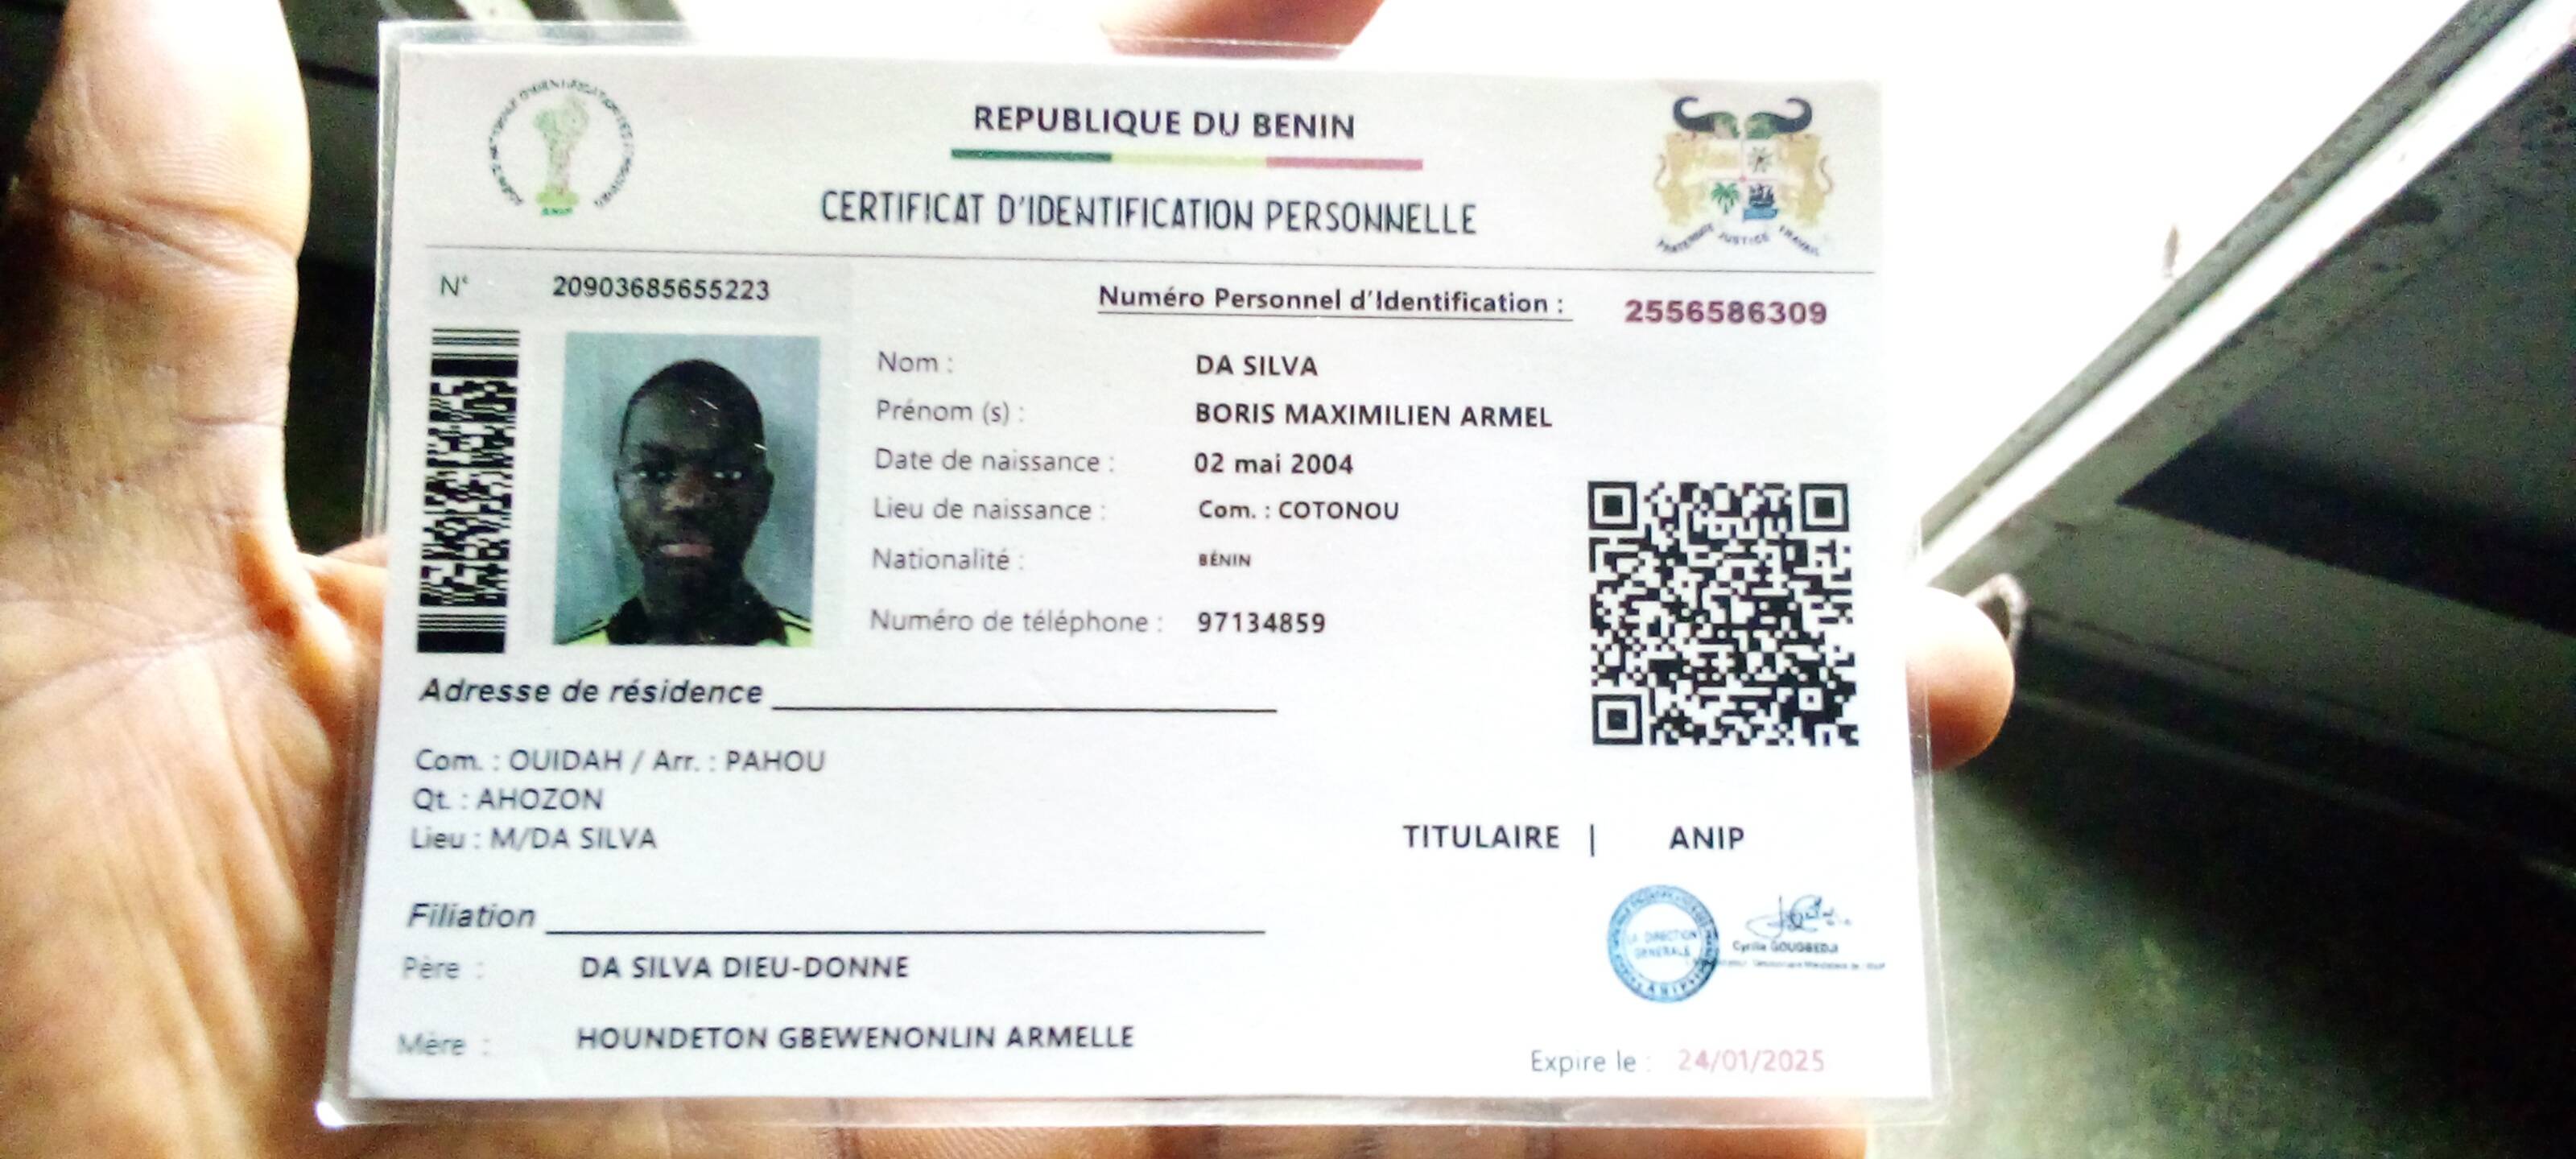 REPUBLIQUE DU BENIN
CERTIFICAT D'IDENTIFICATION PERSONNELLE
ANIP
FRATERNITE JUSTICE TRAVAIL
N° 20903685655223
Numéro Personnel d'Identification : 2556586309
Nom : DA SILVA
Prénom (s) : BORIS MAXIMILIEN ARMEL
Date de naissance : 02 mai 2004
Lieu de naissance : Com. : COTONOU
Nationalité : BÉNIN
Numéro de téléphone : 97134859
Adresse de résidence
Com. : OUIDAH / Arr. : PAHOU
Qt. : AHOZON
Lieu : M/DA SILVA
TITULAIRE | ANIP
Filiation
Père : DA SILVA DIEU-DONNE
Mère : HOUNDETON GBEWENONLIN ARMELLE
LA DIRECTION
GENERALE
ANIP
Cyrille GOUGBEDJI
Expire le : 24/01/2025